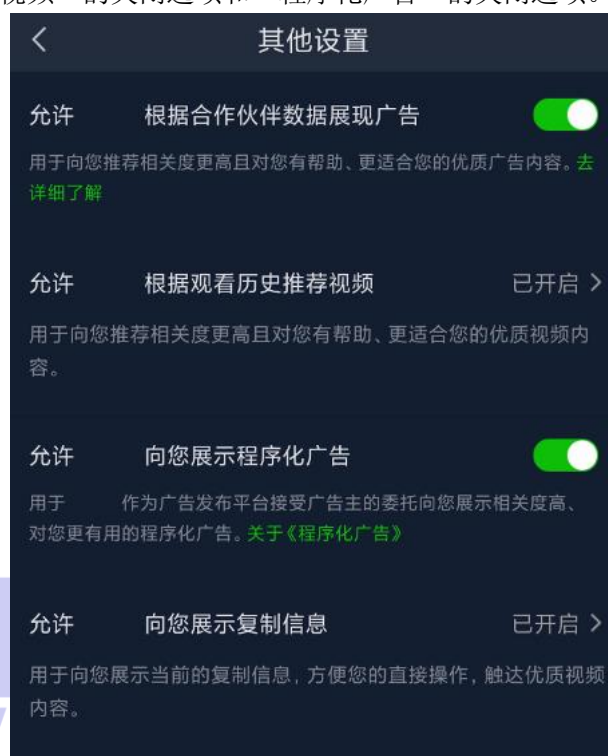 视频”的关闭选项和“程序化广告”的关闭选项。
其他设置
允许 根据合作伙伴数据展现广告
用于向您推荐相关度更高且对您有帮助、更适合您的优质广告内容。去
详细了解
允许 根据观看历史推荐视频 已开启
用于向您推荐相关度更高且对您有帮助、更适合您的优质视频内
容。
允许 向您展示程序化广告
用于 作为广告发布平台接受广告主的委托向您展示相关度高、
对您更有用的程序化广告。关于《程序化广告》
允许 向您展示复制信息 已开启
用于向您展示当前的复制信息，方便您的直接操作，触达优质视频
内容。